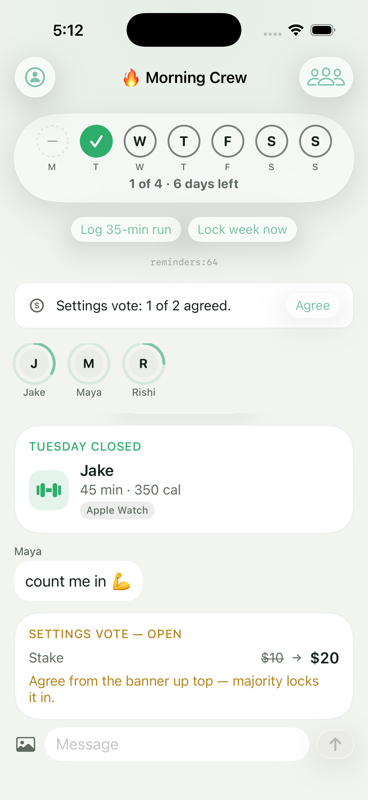 5:12
🔥 Morning Crew
W T F S S
M T W T F S S
1 of 4 · 6 days left
Log 35-min run
Lock week now
reminders:64
Settings vote: 1 of 2 agreed.
Agree
J M R
Jake Maya Rishi
TUESDAY CLOSED
Jake
45 min · 350 cal
Apple Watch
Maya
count me in 💪
SETTINGS VOTE — OPEN
Stake $10 → $20
Agree from the banner up top — majority locks
it in.
Message